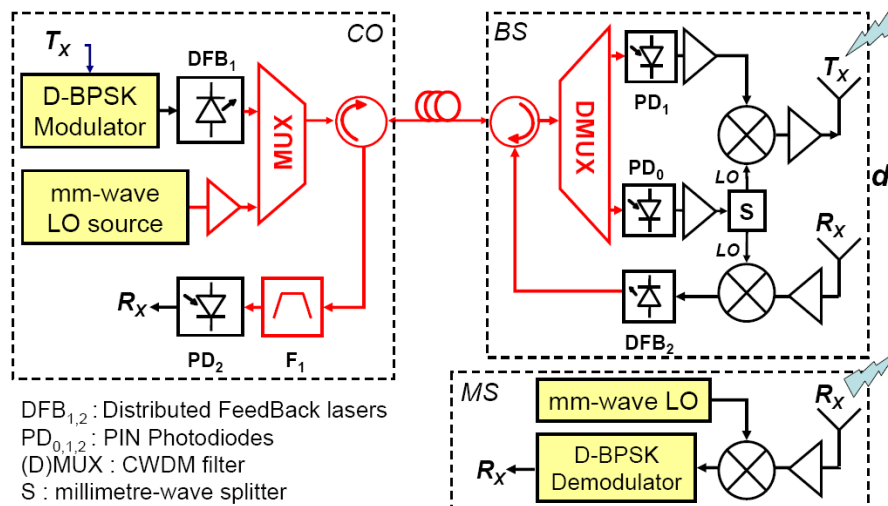 CO
T_X
DFB₁
D-BPSK
Modulator
MUX
mm-wave
LO source
R_X
PD₂
F₁
BS
DMUX
PD₁
T_X
LO
PD₀
S
d
LO
R_X
DFB₂
MS
mm-wave LO
R_X
D-BPSK
Demodulator
R_X
DFB₁,₂ : Distributed FeedBack lasers
PD₀,₁,₂ : PIN Photodiodes
(D)MUX : CWDM filter
S : millimetre-wave splitter